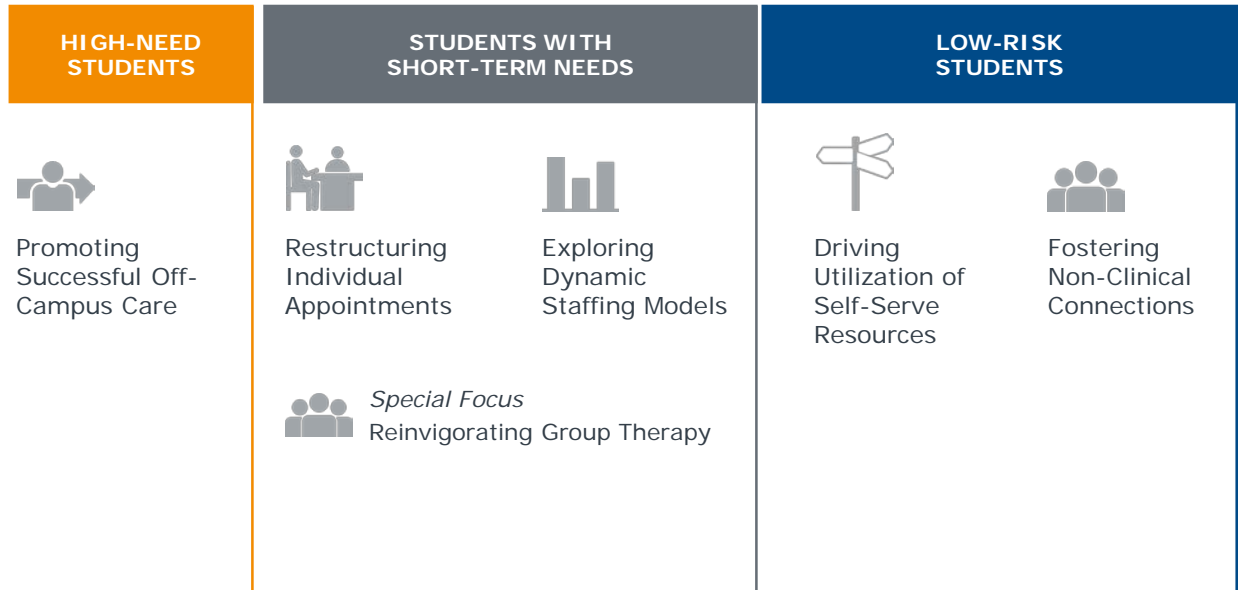 HIGH-NEED
STUDENTS
STUDENTS WITH
SHORT-TERM NEEDS
LOW-RISK
STUDENTS
Promoting
Successful Off-
Campus Care
Restructuring
Individual
Appointments
Exploring
Dynamic
Staffing Models
Special Focus
Reinvigorating Group Therapy
Driving
Utilization of
Self-Serve
Resources
Fostering
Non-Clinical
Connections